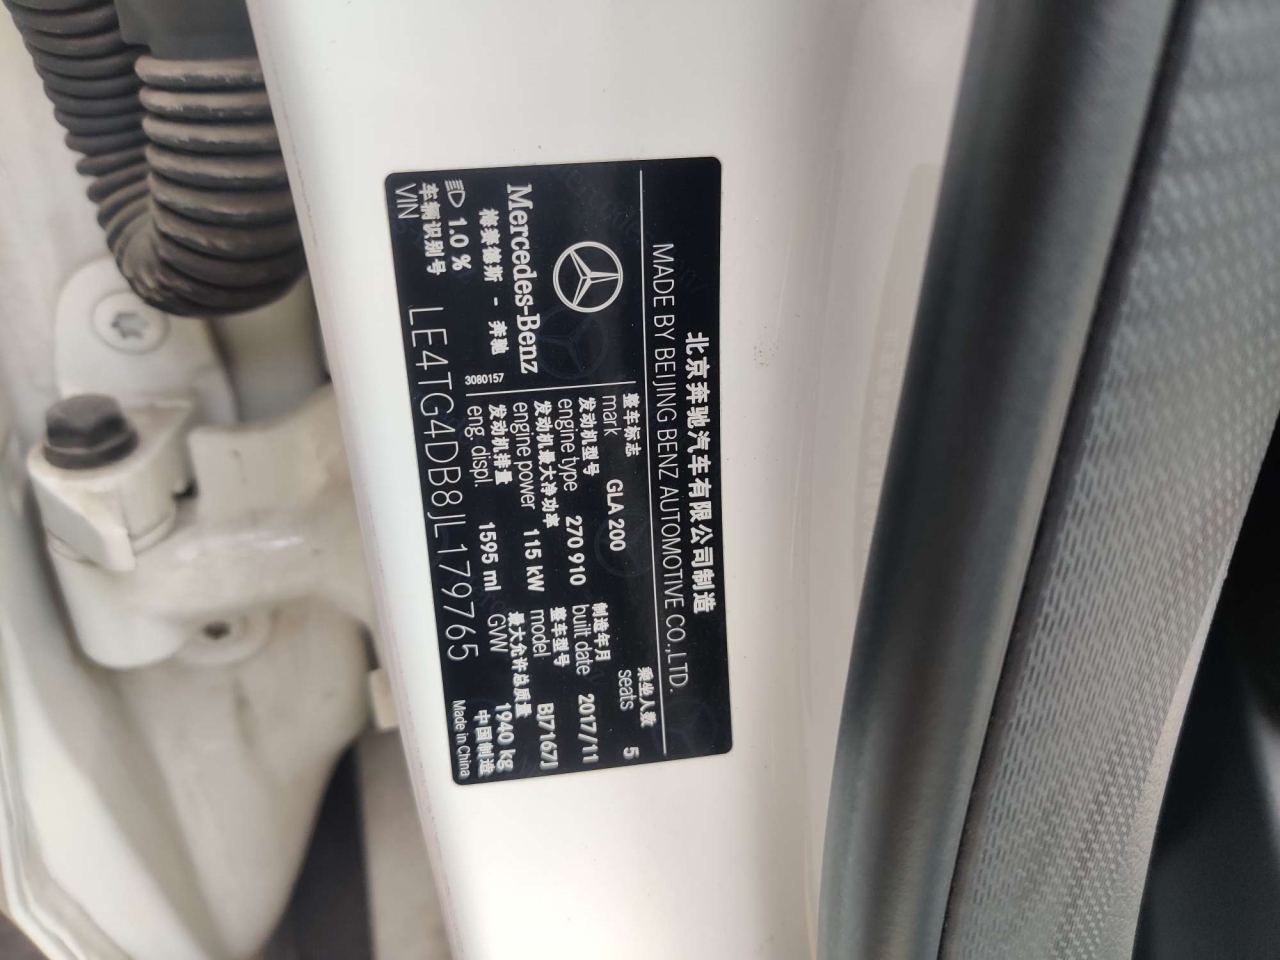 北京奔驰汽车有限公司制造
MADE BY BEIJING BENZ AUTOMOTIVE CO.,LTD.
Mercedes-Benz
梅赛德斯 - 奔驰
3080157
整车标志
mark GLA 200
乘坐人数
seats 5
发动机型号
engine type 270 910
制造年月
built date 2017/11
发动机最大净功率
engine power 115 kW
整车型号
model BJ7167J
发动机排量
eng. displ. 1595 ml
最大允许总质量
GVW 1940 kg
1.0 %
车辆识别号
VIN LE4TG4DB8JL179765
中国制造
Made in China